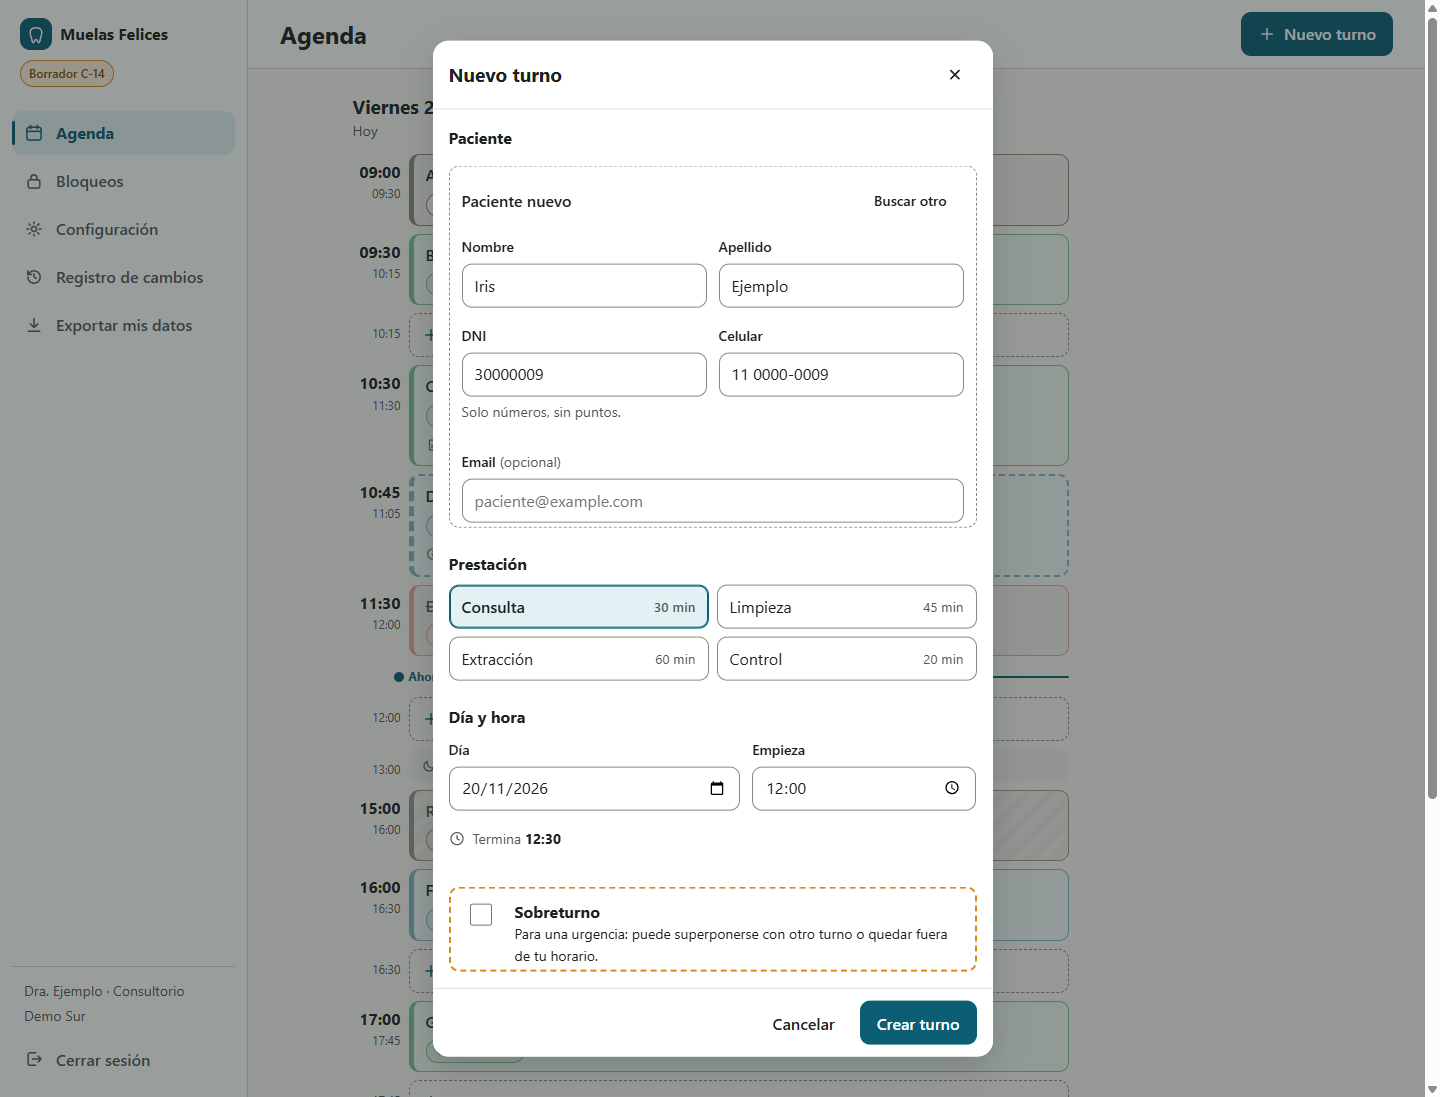 Muelas Felices
Borrador C-14
Agenda
Bloqueos
Configuración
Registro de cambios
Exportar mis datos
Dra. Ejemplo · Consultorio
Demo Sur
Cerrar sesión
Agenda
Nuevo turno
Viernes 2
Hoy
09:00
09:30
09:30
10:15
10:15
10:30
11:30
10:45
11:05
11:30
12:00
12:00
13:00
15:00
16:00
16:00
16:30
16:30
17:00
17:45
Nuevo turno
Paciente
Paciente nuevo
Buscar otro
Nombre
Apellido
Iris
Ejemplo
DNI
Celular
30000009
11 0000-0009
Solo números, sin puntos.
Email (opcional)
paciente@example.com
Prestación
Consulta 30 min
Limpieza 45 min
Extracción 60 min
Control 20 min
Día y hora
Día
Empieza
20/11/2026
12:00
Termina 12:30
Sobreturno
Para una urgencia: puede superponerse con otro turno o quedar fuera
de tu horario.
Cancelar
Crear turno